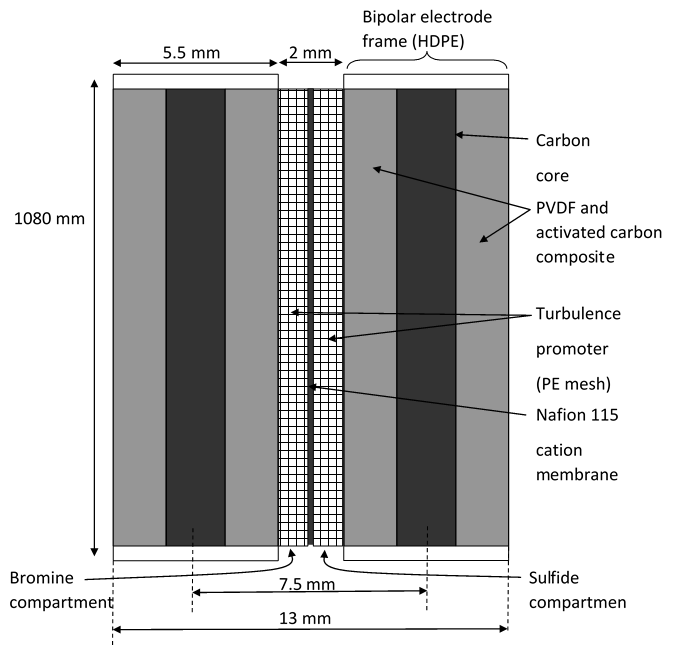 Bipolar electrode
frame (HDPE)
5.5 mm
2 mm
Carbon
core
PVDF and
activated carbon
composite
1080 mm
Turbulence
promoter
(PE mesh)
Nafion 115
cation
membrane
Bromine
compartment
7.5 mm
Sulfide
compartmen
13 mm